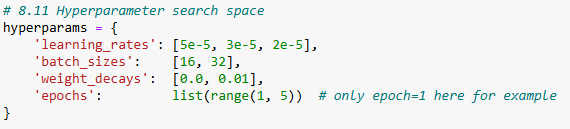 # 8.11 Hyperparameter search space
hyperparams = {
    'learning_rates': [5e-5, 3e-5, 2e-5],
    'batch_sizes':    [16, 32],
    'weight_decays':  [0.0, 0.01],
    'epochs':         list(range(1, 5))  # only epoch=1 here for example
}